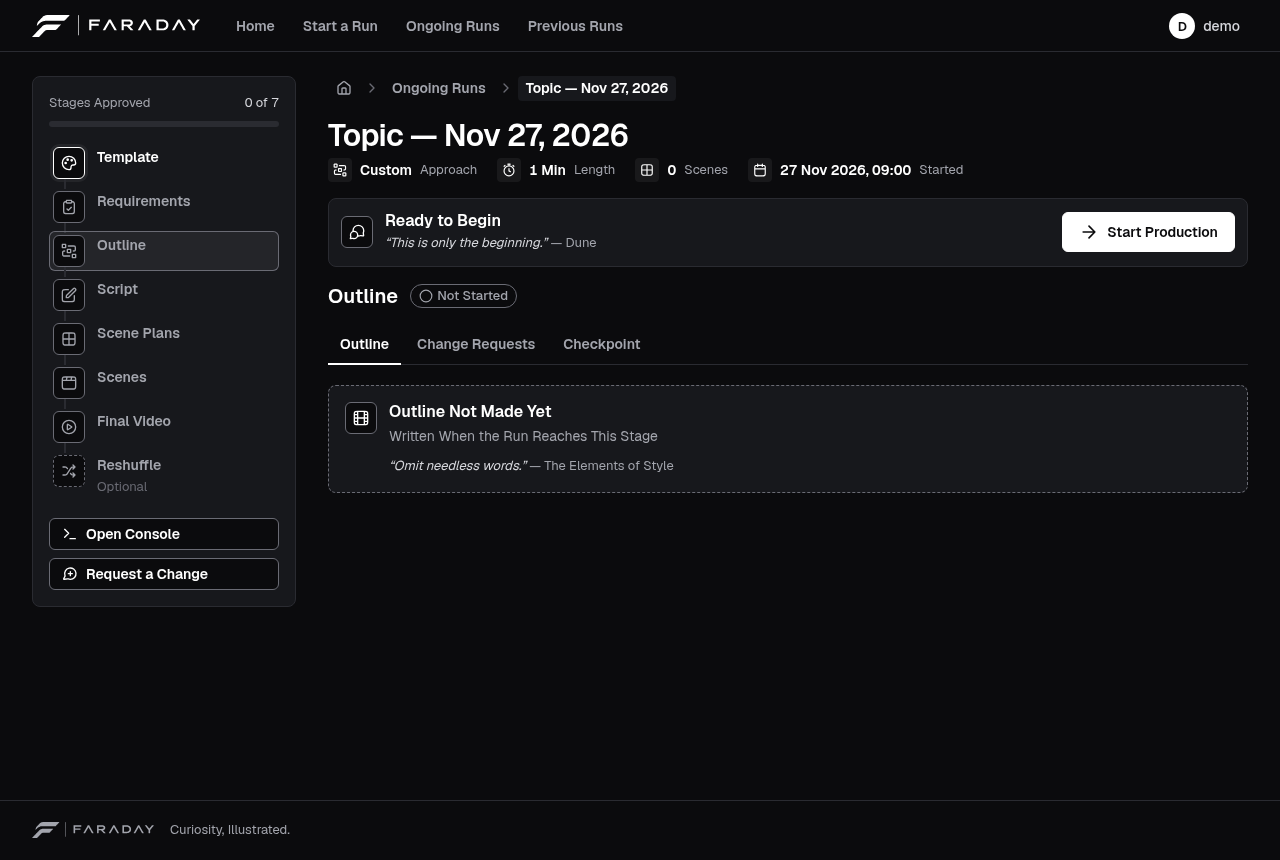 FARADAY
Home
Start a Run
Ongoing Runs
Previous Runs
D
demo
Stages Approved
0 of 7
Template
Requirements
Outline
Script
Scene Plans
Scenes
Final Video
Reshuffle
Optional
Open Console
Request a Change
Ongoing Runs
Topic — Nov 27, 2026
Topic — Nov 27, 2026
Custom Approach
1 Min Length
0 Scenes
27 Nov 2026, 09:00 Started
Ready to Begin
“This is only the beginning.” — Dune
Start Production
Outline
Not Started
Outline
Change Requests
Checkpoint
Outline Not Made Yet
Written When the Run Reaches This Stage
“Omit needless words.” — The Elements of Style
FARADAY
Curiosity, Illustrated.